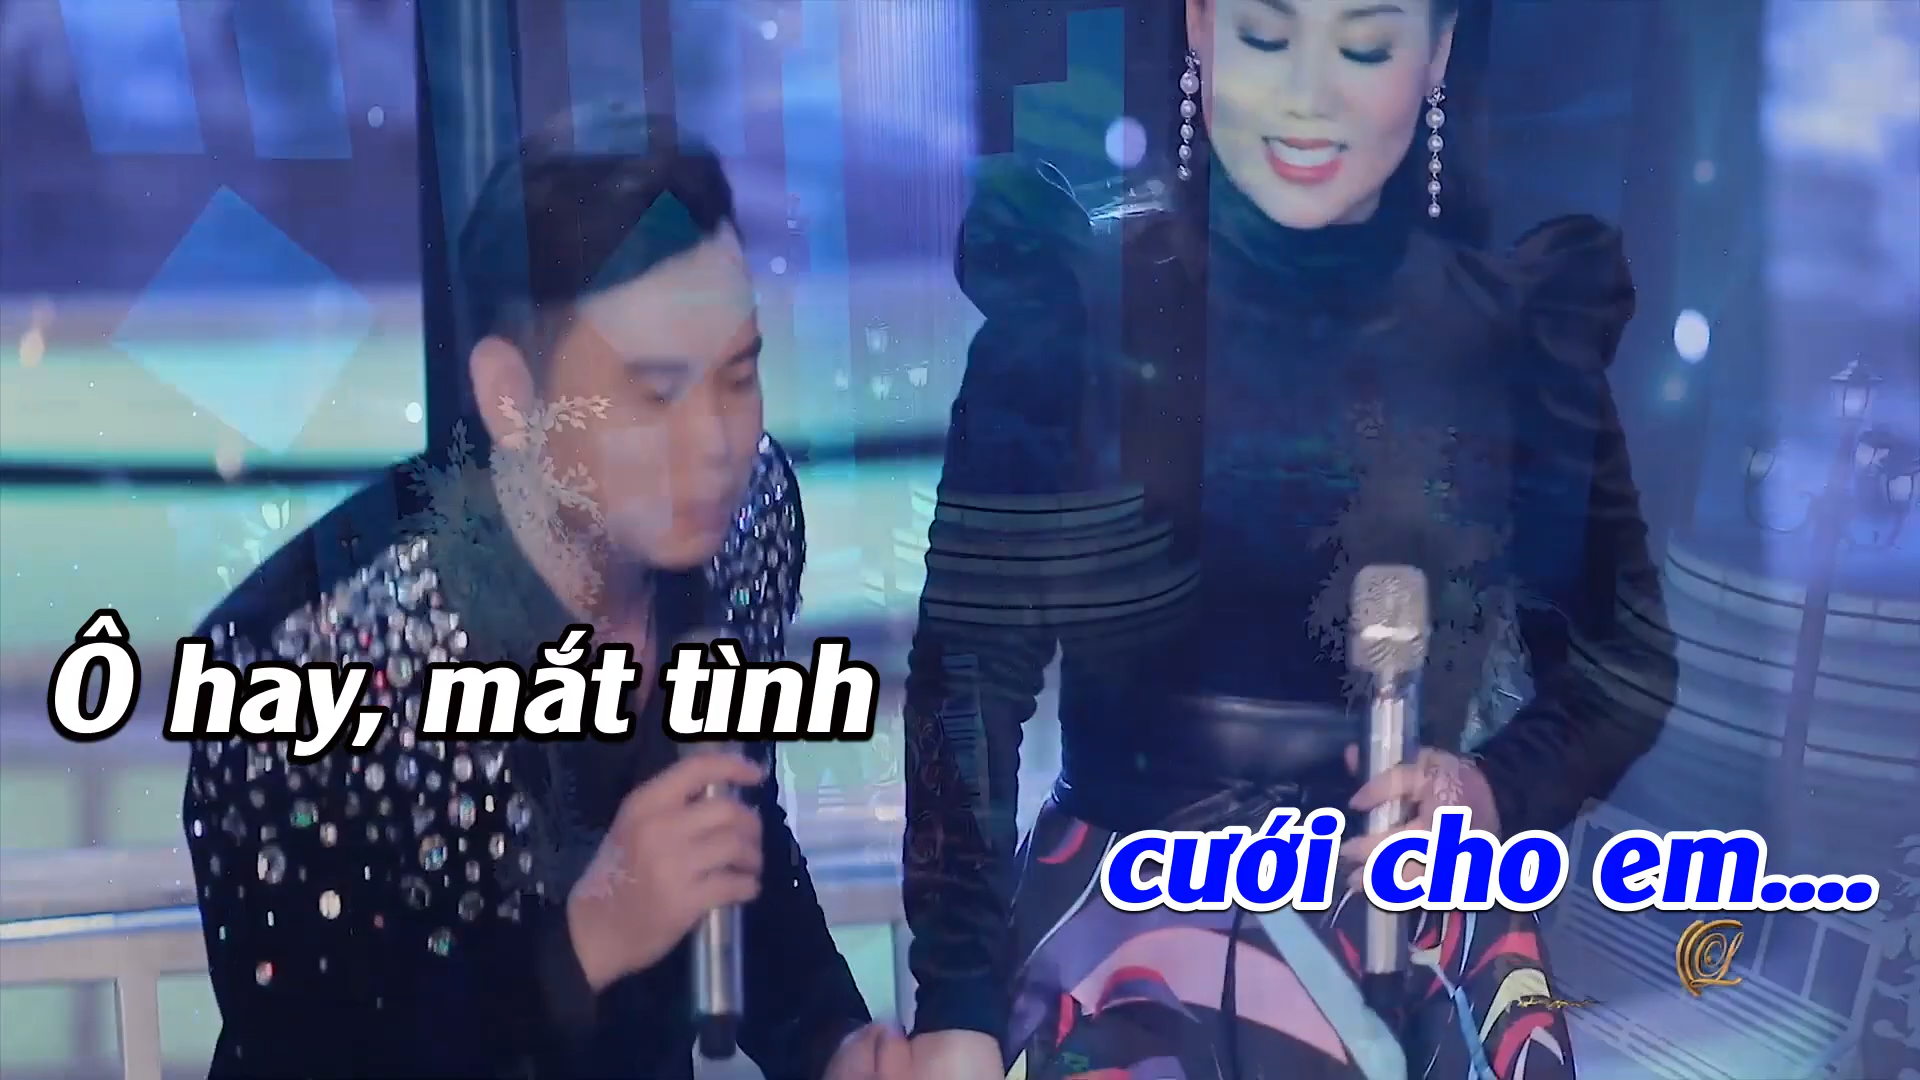 Ô hay, mắt tình
cưới cho em....